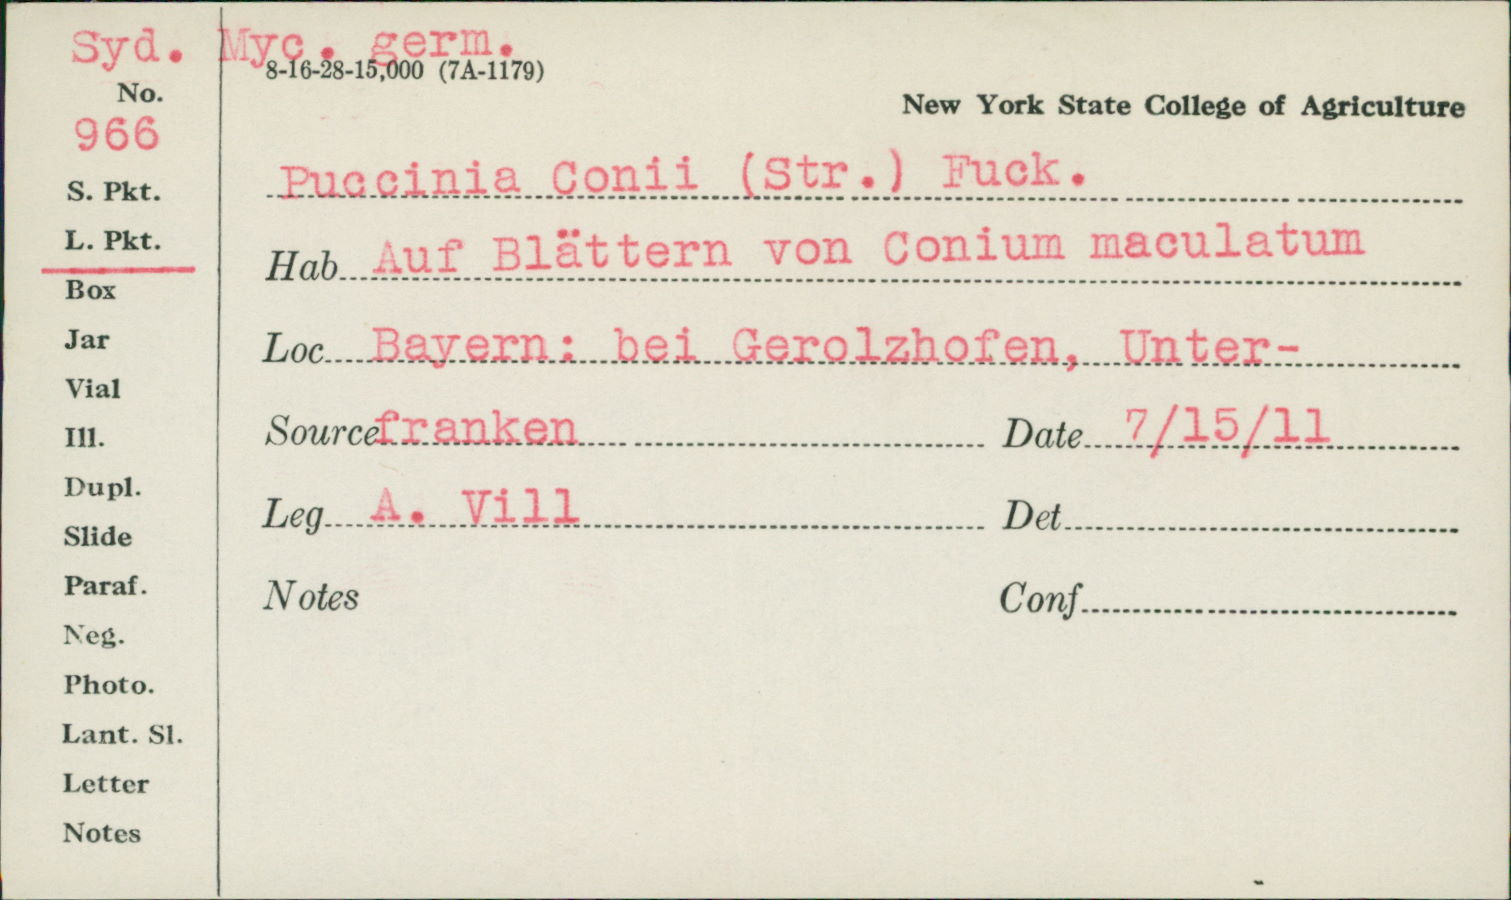 Syd. Myc. germ.
8-16-28-15,000 (7A-1179)
No.
966
New York State College of Agriculture
Puccinia Conii (Str.) Fuck.
S. Pkt.
L. Pkt.
Hab Auf Blättern von Conium maculatum
Box
Jar
Loc Bayern: bei Gerolzhofen, Unter-
Vial
Ill.
Source franken Date 7/15/11
Dupl.
Leg A. Vill Det
Slide
Paraf.
Notes Conf
Neg.
Photo.
Lant. Sl.
Letter
Notes